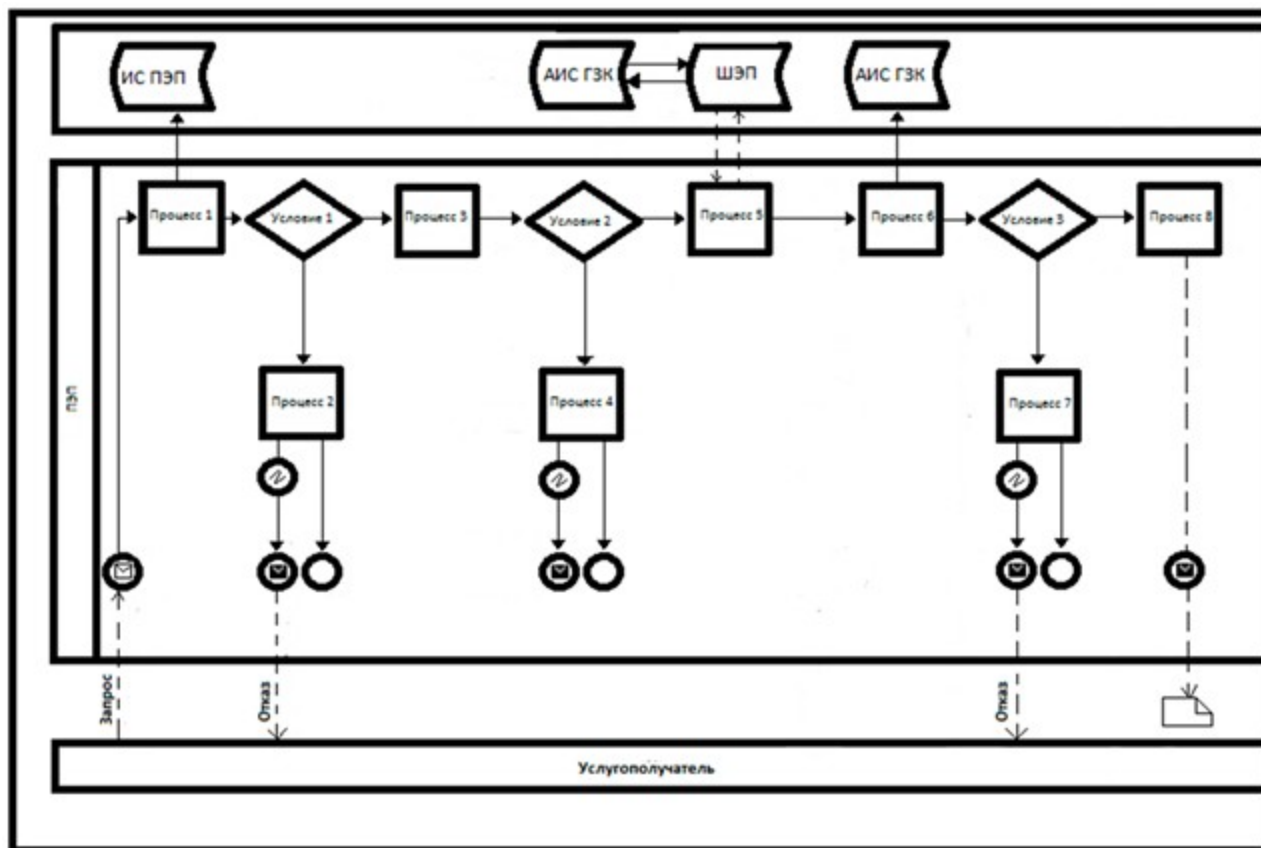 ИС ПЭП
АИС ГЗК
ШЭП
АИС ГЗК
Процесс 1
Условие 1
Процесс 3
Условие 2
Процесс 5
Процесс 6
Условие 3
Процесс 8
ПЭП
Процесс 2
Процесс 4
Процесс 7
Запрос
Отказ
Отказ
Услугополучатель